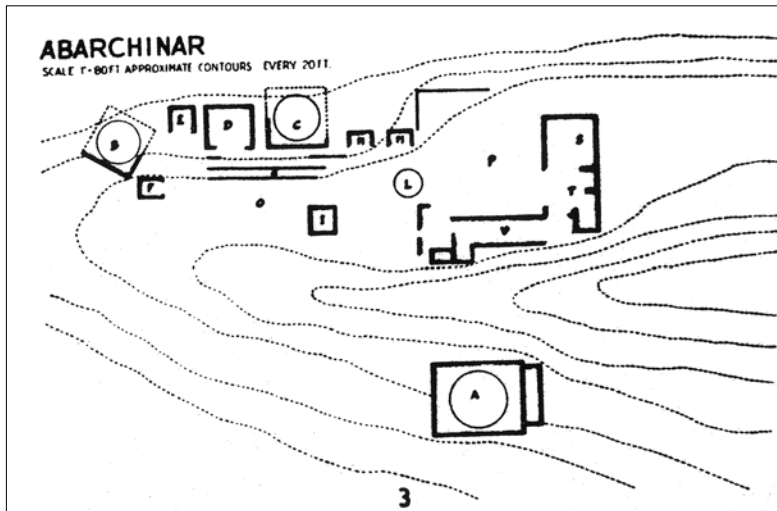 ABARCHINAR
SCALE 1"-80FT APPROXIMATE CONTOURS EVERY 20FT.
E
D
C
B
S
M
P
F
L
T
O
I
V
A
3